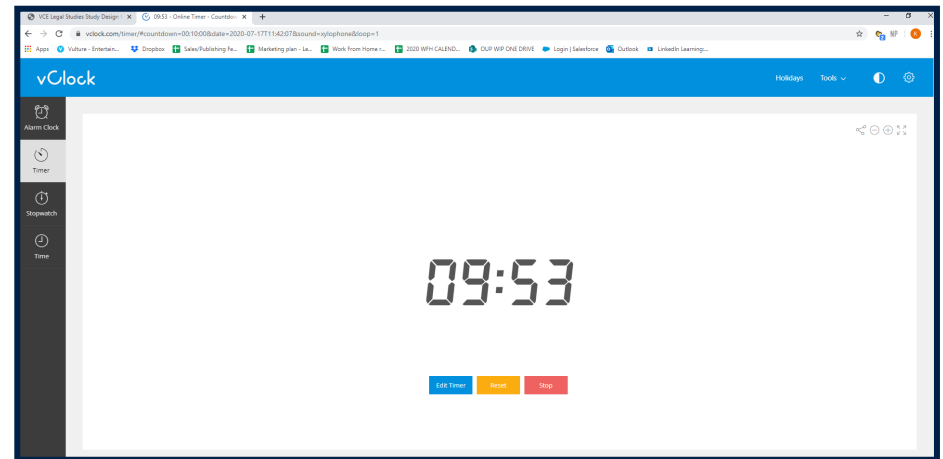 VCE Legal Studies Study Design
09:53 - Online Timer - Countdown
vclock.com/timer/#countdown=00:10:00&date=2020-07-17T11:42:07&sound=xylophone&loop=1
Apps Vulture - Entertain... Dropbox Sales/Publishing Fe... Marketing plan - Le... Work From Home r... 2020 WFH CALEND... OUP WIP ONE DRIVE Login | Salesforce Outlook LinkedIn Learning...
vClock
Holidays Tools
Alarm Clock
Timer
Stopwatch
Time
09:53
Edit Timer Reset Stop